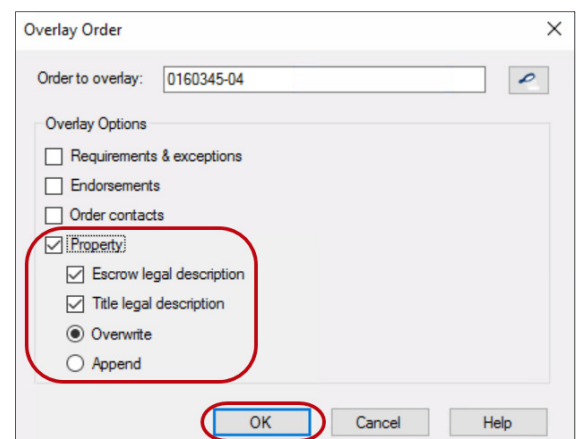 Overlay Order
Order to overlay: 0160345-04
Overlay Options
Requirements & exceptions
Endorsements
Order contacts
Property
Escrow legal description
Title legal description
Overwrite
Append
OK Cancel Help